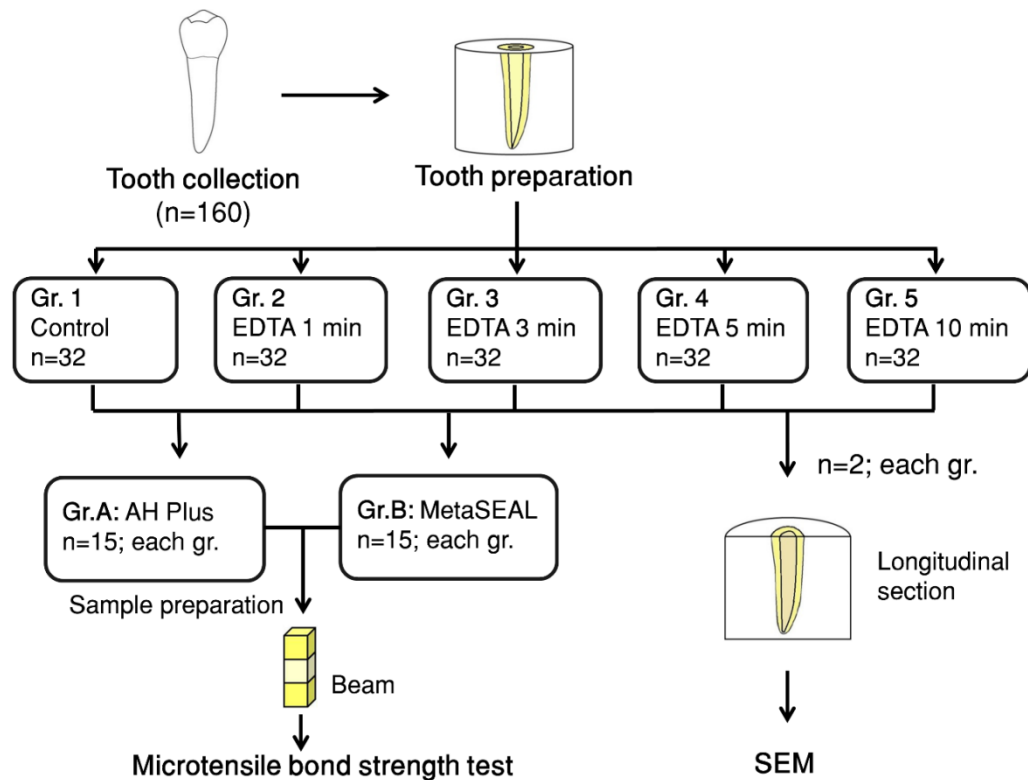 Tooth collection
(n=160)
Tooth preparation
Gr. 1
Control
n=32
Gr. 2
EDTA 1 min
n=32
Gr. 3
EDTA 3 min
n=32
Gr. 4
EDTA 5 min
n=32
Gr. 5
EDTA 10 min
n=32
Gr.A: AH Plus
n=15; each gr.
Gr.B: MetaSEAL
n=15; each gr.
n=2; each gr.
Sample preparation
Longitudinal
section
Beam
Microtensile bond strength test
SEM